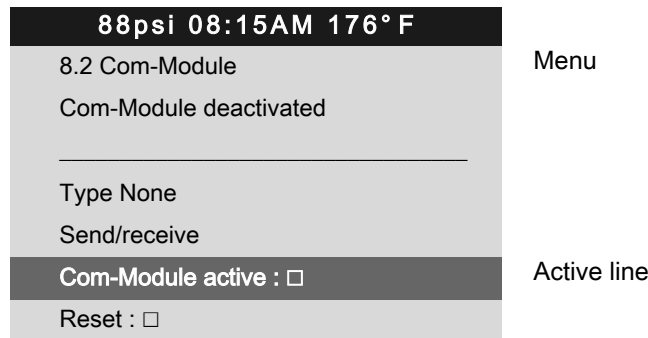 88psi 08:15AM 176°F
8.2 Com-Module Menu
Com-Module deactivated
Type None
Send/receive
Com-Module active : ☐ Active line
Reset : ☐